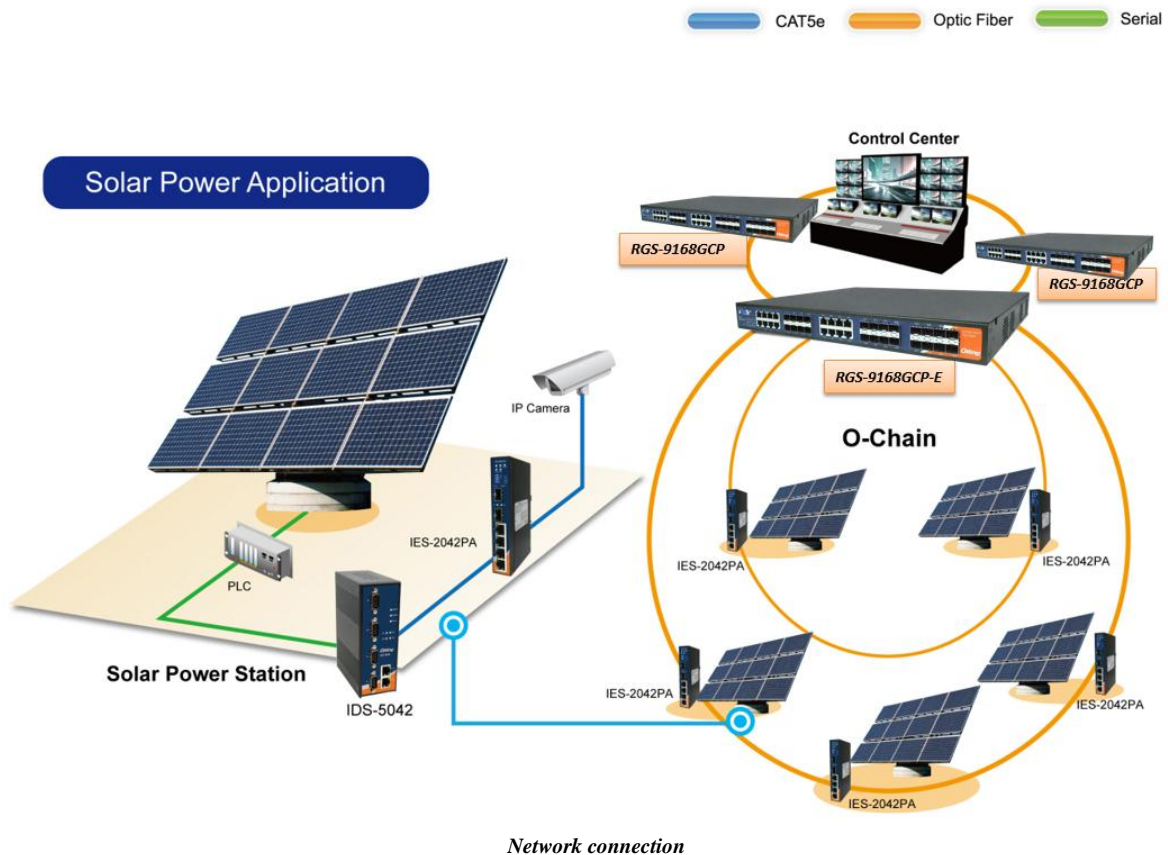 CAT5e
Optic Fiber
Serial
Solar Power Application
Control Center
RGS-9168GCP
RGS-9168GCP
RGS-9168GCP-E
IP Camera
O-Chain
IES-2042PA
PLC
IES-2042PA
IES-2042PA
Solar Power Station
IDS-5042
IES-2042PA
IES-2042PA
IES-2042PA
Network connection